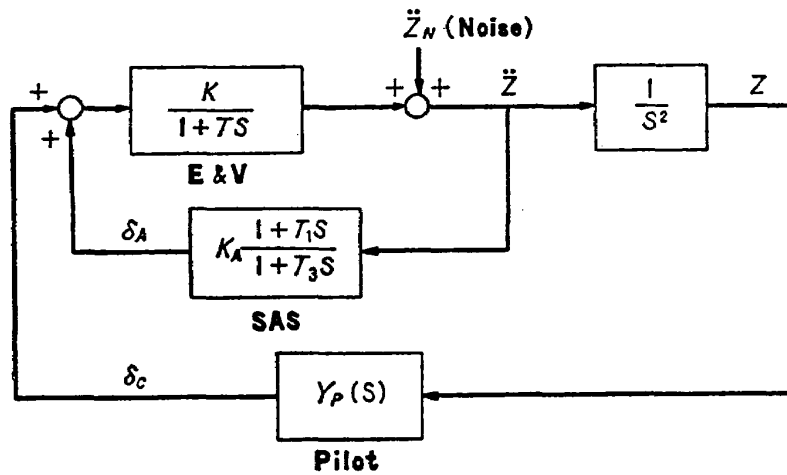 Z̈_N (Noise)
+
K
1 + TS
E & V
+
+
+
Z̈
1
S²
Z
δ_A
K_A 1 + T₁S
1 + T₃S
SAS
δ_C
Y_P (S)
Pilot